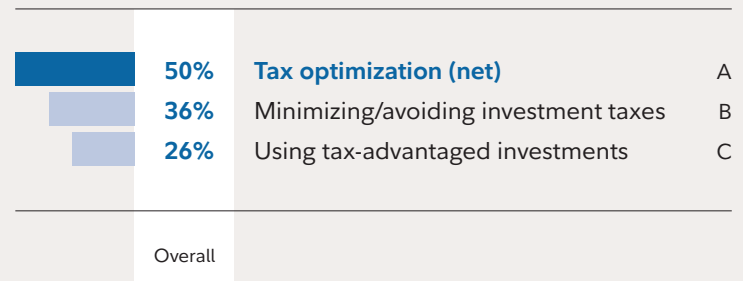 50% Tax optimization (net) A
36% Minimizing/avoiding investment taxes B
26% Using tax-advantaged investments C
Overall